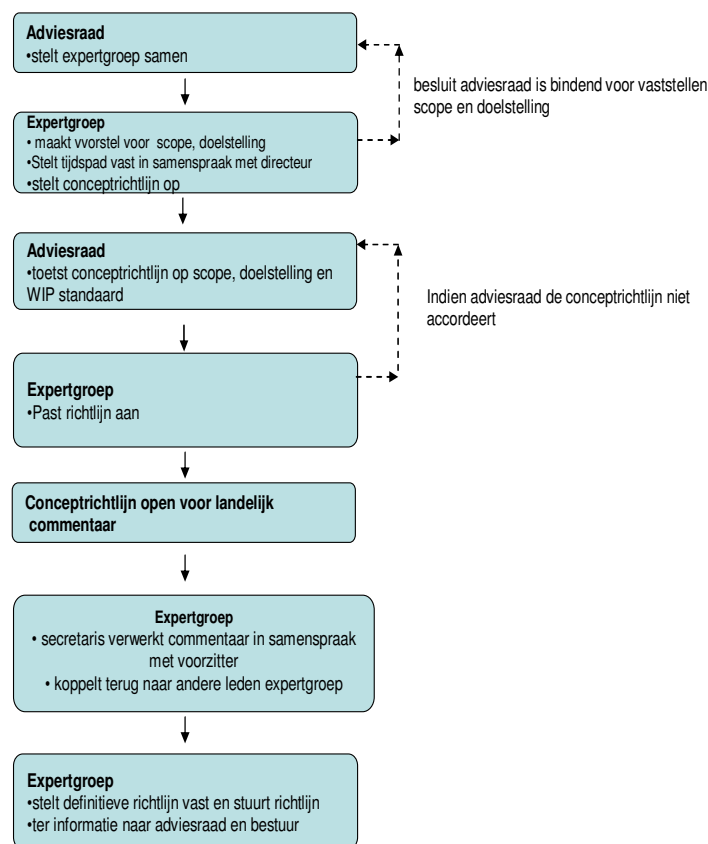 Adviesraad
•stelt expertgroep samen
besluit adviesraad is bindend voor vaststellen
scope en doelstelling
Expertgroep
• maakt vvorstel voor scope, doelstelling
•Stelt tijdspad vast in samenspraak met directeur
•stelt conceptrichtlijn op
Adviesraad
•toetst conceptrichtlijn op scope, doelstelling en
WIP standaard
Indien adviesraad de conceptrichtlijn niet
accordeert
Expertgroep
•Past richtlijn aan
Conceptrichtlijn open voor landelijk
commentaar
Expertgroep
• secretaris verwerkt commentaar in samenspraak
met voorzitter
• koppelt terug naar andere leden expertgroep
Expertgroep
•stelt definitieve richtlijn vast en stuurt richtlijn
•ter informatie naar adviesraad en bestuur